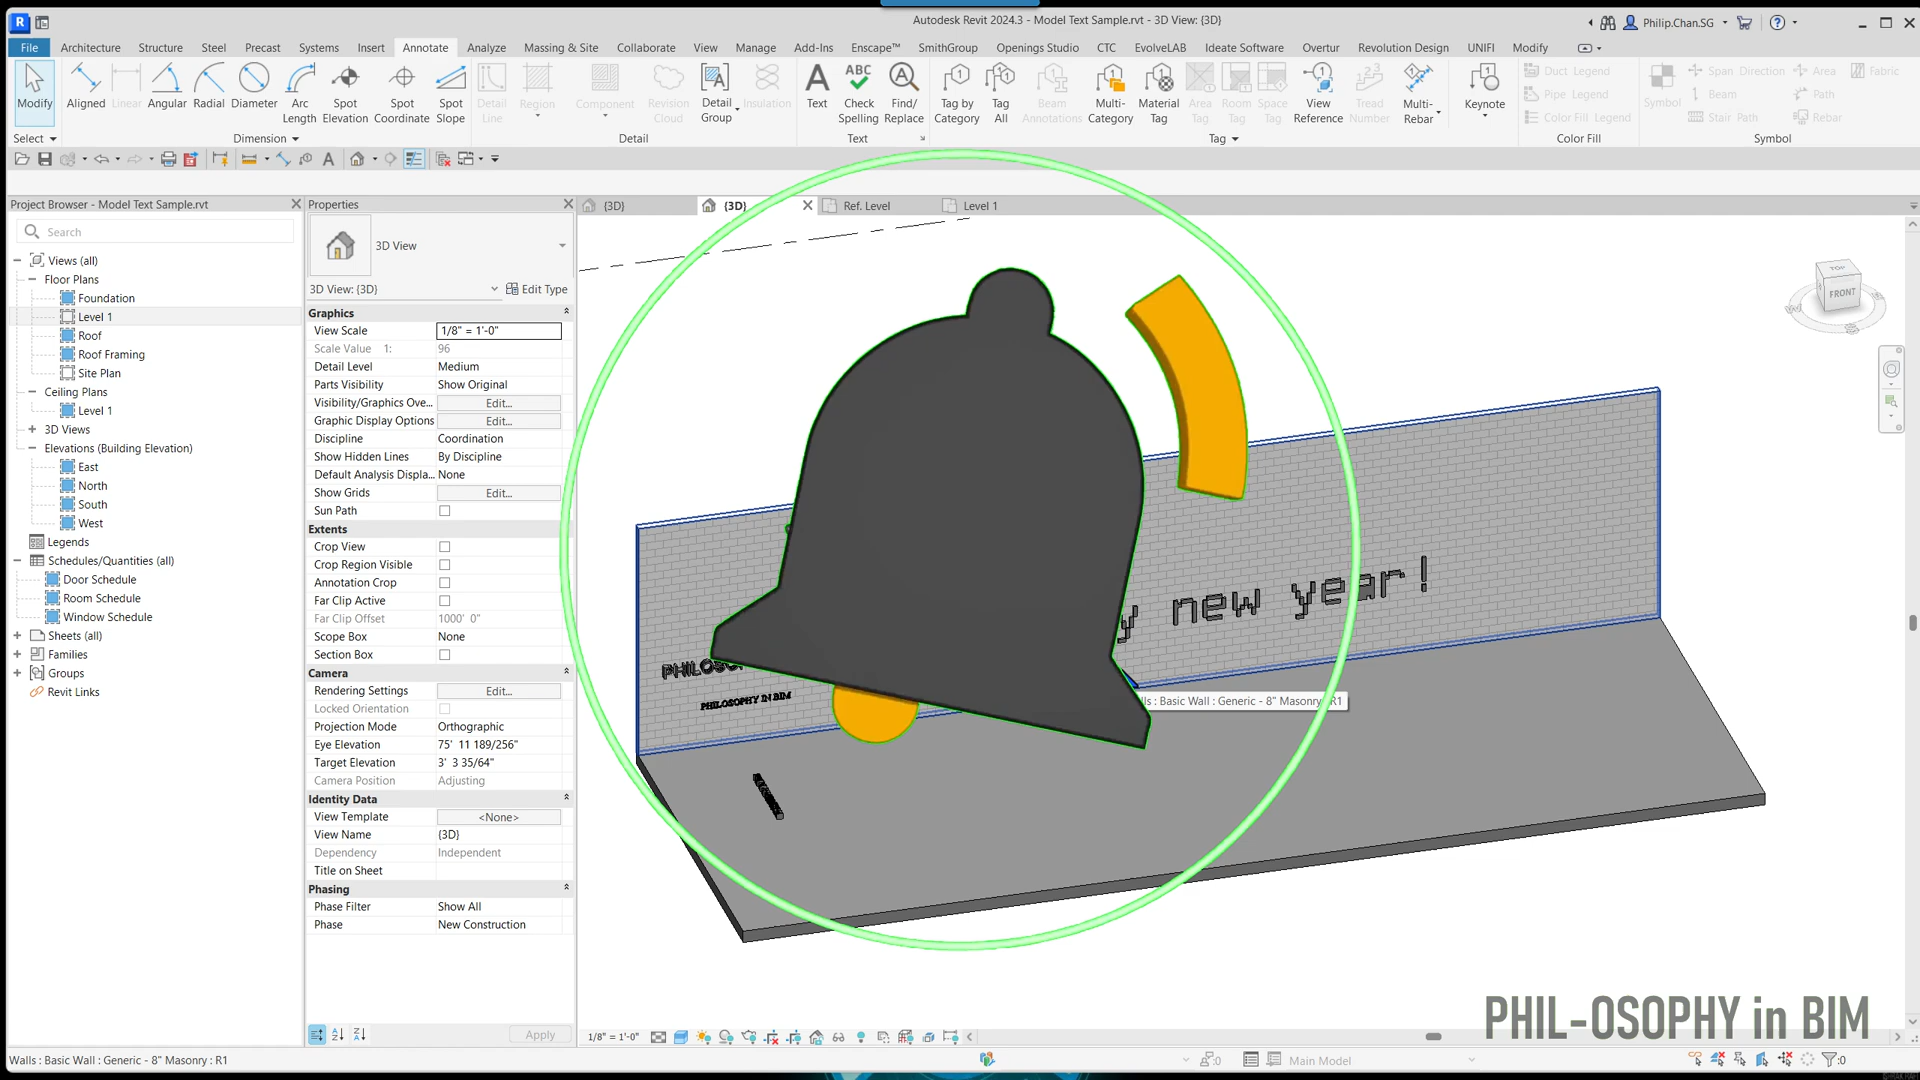 Autodesk Revit 2024.3 - Model Text Sample.rvt - 3D View: {3D}
Philip.Chan.SG
File Architecture Structure Steel Precast Systems Insert Annotate Analyze Massing & Site Collaborate View Manage Add-Ins Enscape™ SmithGroup Openings Studio CTC EvolveLAB Ideate Software Overtur Revolution Design UNIFI Modify
Modify Aligned Linear Angular Radial Diameter Arc Length Spot Elevation Spot Coordinate Spot Slope Detail Line Region Component Revision Cloud Detail Group Insulation Text ABC Check Spelling Find/ Replace Tag by Category Tag All Beam Annotations Multi- Category Material Tag Area Tag Room Tag Space Tag View Reference Tread Number Multi- Rebar Keynote
Duct Legend
Pipe Legend
Color Fill Legend
Symbol Span Direction Area Fabric
Beam Path
Stair Path Rebar
Select Dimension Detail Text Tag Color Fill Symbol
Project Browser - Model Text Sample.rvt
Search
Views (all)
Floor Plans
Foundation
Level 1
Roof
Roof Framing
Site Plan
Ceiling Plans
Level 1
3D Views
Elevations (Building Elevation)
East
North
South
West
Legends
Schedules/Quantities (all)
Door Schedule
Room Schedule
Window Schedule
Sheets (all)
Families
Groups
Revit Links
Properties
3D View
3D View: {3D} Edit Type
Graphics
View Scale 1/8" = 1'-0"
Scale Value 1: 96
Detail Level Medium
Parts Visibility Show Original
Visibility/Graphics Ove... Edit...
Graphic Display Options Edit...
Discipline Coordination
Show Hidden Lines By Discipline
Default Analysis Displa... None
Show Grids Edit...
Sun Path
Extents
Crop View
Crop Region Visible
Annotation Crop
Far Clip Active
Far Clip Offset 1000' 0"
Scope Box None
Section Box
Camera
Rendering Settings Edit...
Locked Orientation
Projection Mode Orthographic
Eye Elevation 75' 11 189/256"
Target Elevation 3' 3 35/64"
Camera Position Adjusting
Identity Data
View Template <None>
View Name {3D}
Dependency Independent
Title on Sheet
Phasing
Phase Filter Show All
Phase New Construction
Apply
{3D} {3D} Ref. Level Level 1
TOP
FRONT
y new year!
PHILOSO
PHILOSOPHY IN BIM
ls : Basic Wall : Generic - 8" Masonry : R1
PHIL-OSOPHY in BIM
1/8" = 1'-0"
Walls : Basic Wall : Generic - 8" Masonry : R1
:0
Main Model
:0